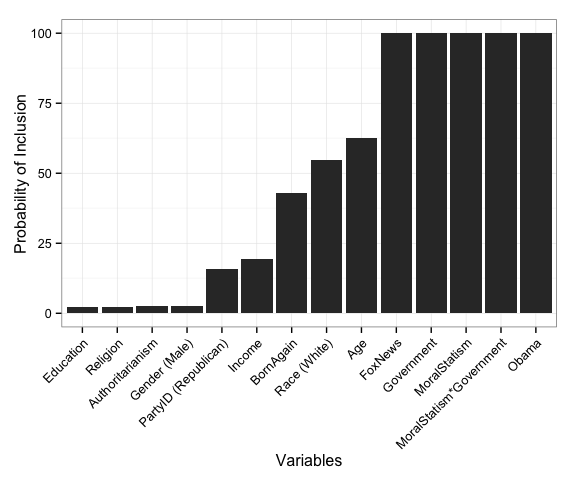 Probability of Inclusion
100
75
50
25
0
Education
Religion
Authoritarianism
Gender (Male)
PartyID (Republican)
Income
BornAgain
Race (White)
Age
FoxNews
Government
MoralStatism
MoralStatism*Government
Obama
Variables